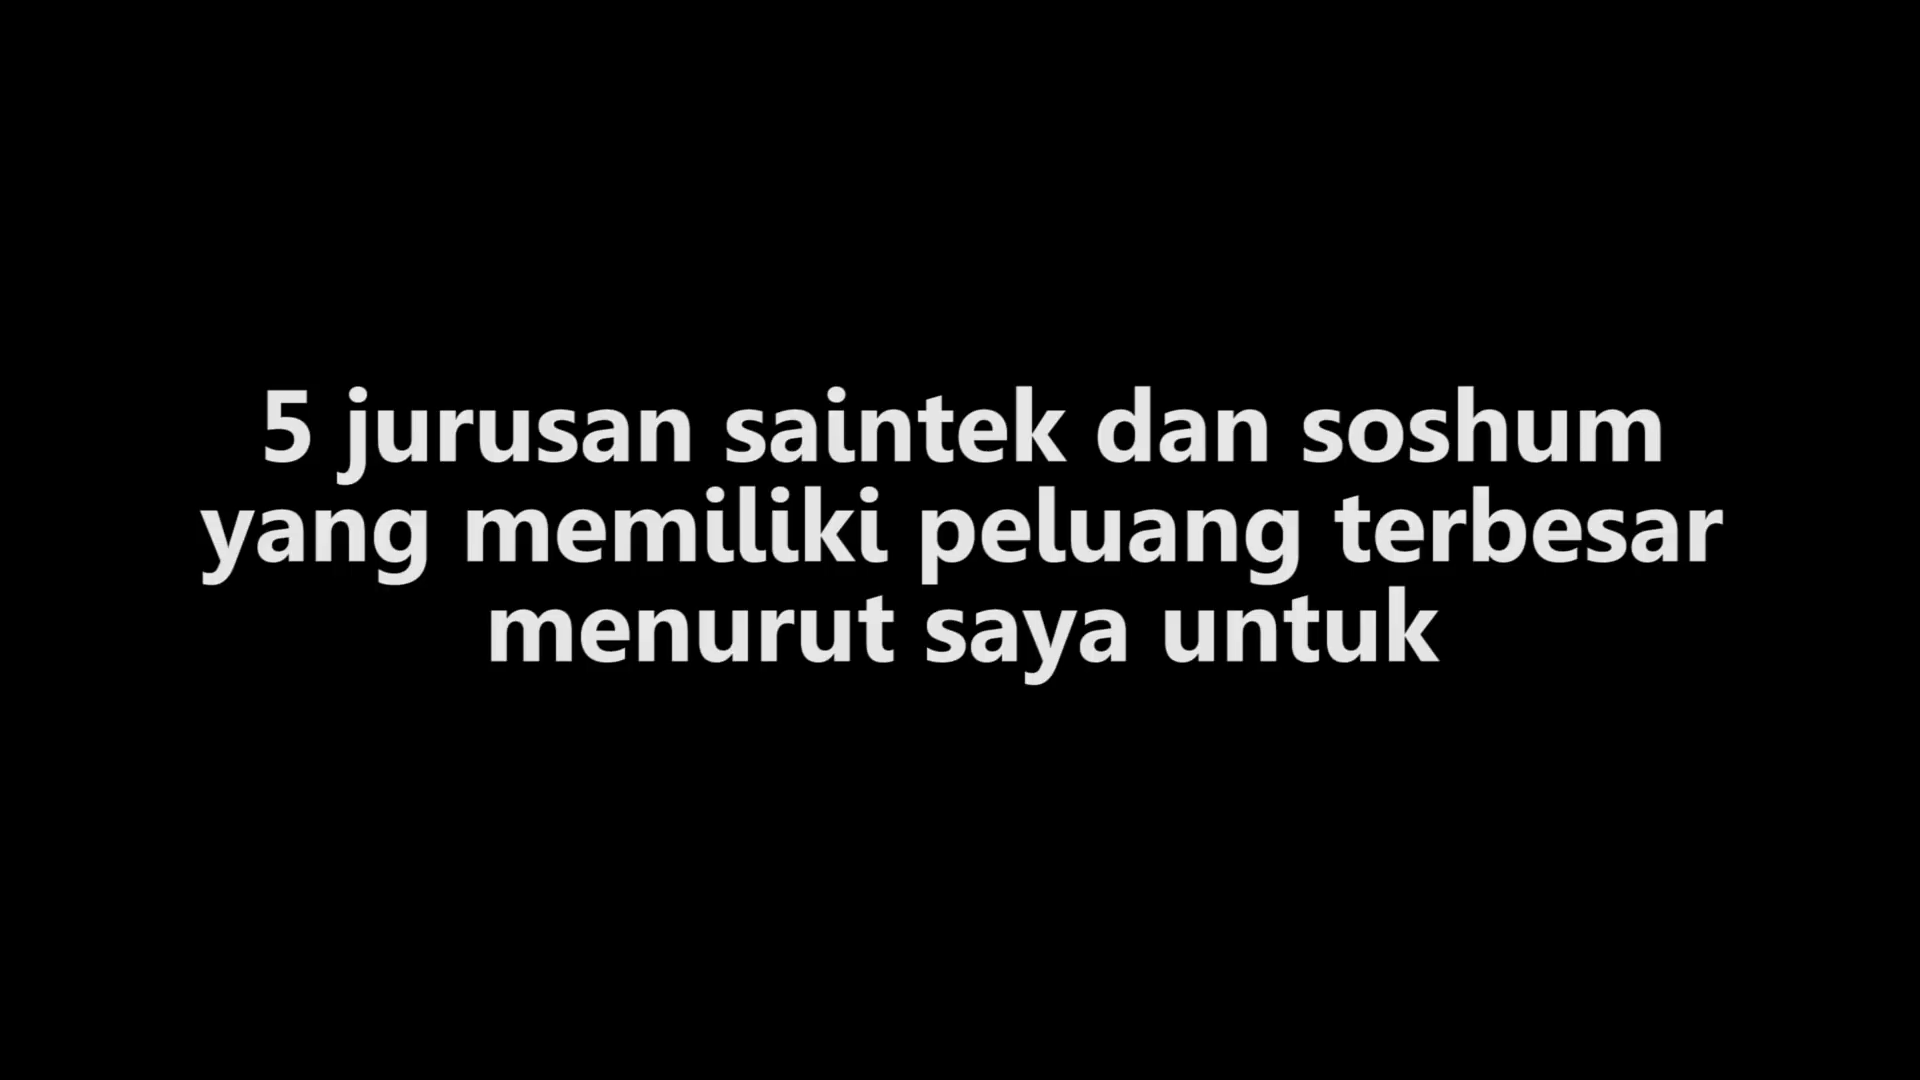 5 jurusan saintek dan soshum
yang memiliki peluang terbesar
menurut saya untuk